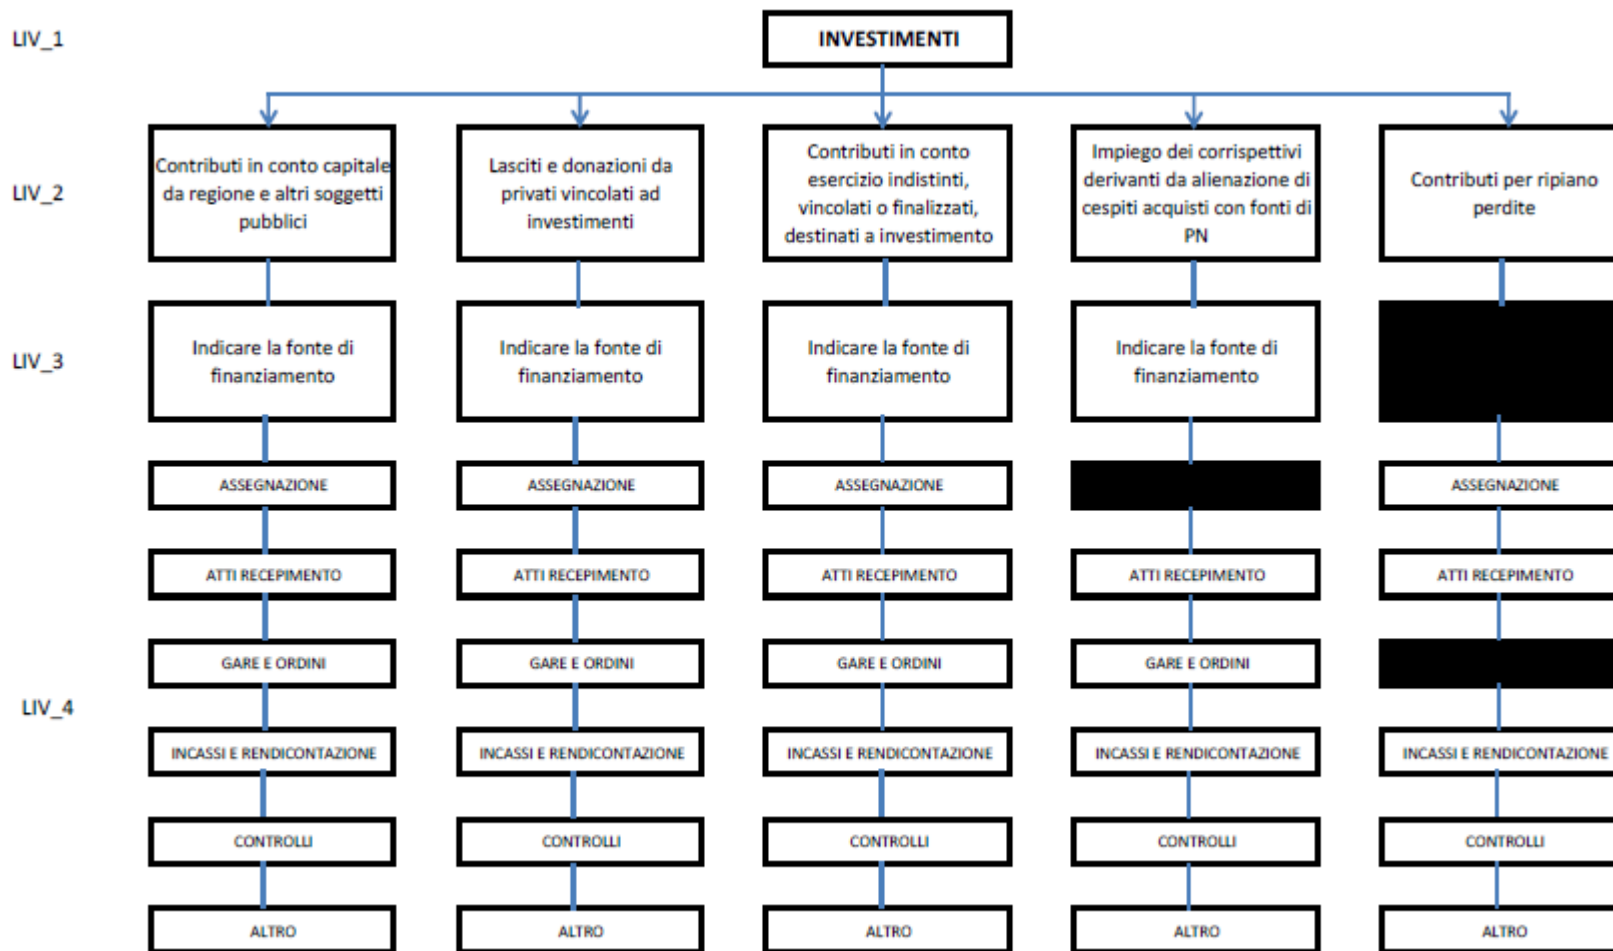 LIV_1
INVESTIMENTI
LIV_2
Contributi in conto capitale
da regione e altri soggetti
pubblici
Lasciti e donazioni da
privati vincolati ad
investimenti
Contributi in conto
esercizio indistinti,
vincolati o finalizzati,
destinati a investimento
Impiego dei corrispettivi
derivanti da alienazione di
cespiti acquisti con fonti di
PN
Contributi per ripiano
perdite
LIV_3
Indicare la fonte di
finanziamento
Indicare la fonte di
finanziamento
Indicare la fonte di
finanziamento
Indicare la fonte di
finanziamento
LIV_4
ASSEGNAZIONE
ASSEGNAZIONE
ASSEGNAZIONE
ASSEGNAZIONE
ATTI RECEPIMENTO
ATTI RECEPIMENTO
ATTI RECEPIMENTO
ATTI RECEPIMENTO
ATTI RECEPIMENTO
GARE E ORDINI
GARE E ORDINI
GARE E ORDINI
GARE E ORDINI
INCASSI E RENDICONTAZIONE
INCASSI E RENDICONTAZIONE
INCASSI E RENDICONTAZIONE
INCASSI E RENDICONTAZIONE
INCASSI E RENDICONTAZIONE
CONTROLLI
CONTROLLI
CONTROLLI
CONTROLLI
CONTROLLI
ALTRO
ALTRO
ALTRO
ALTRO
ALTRO